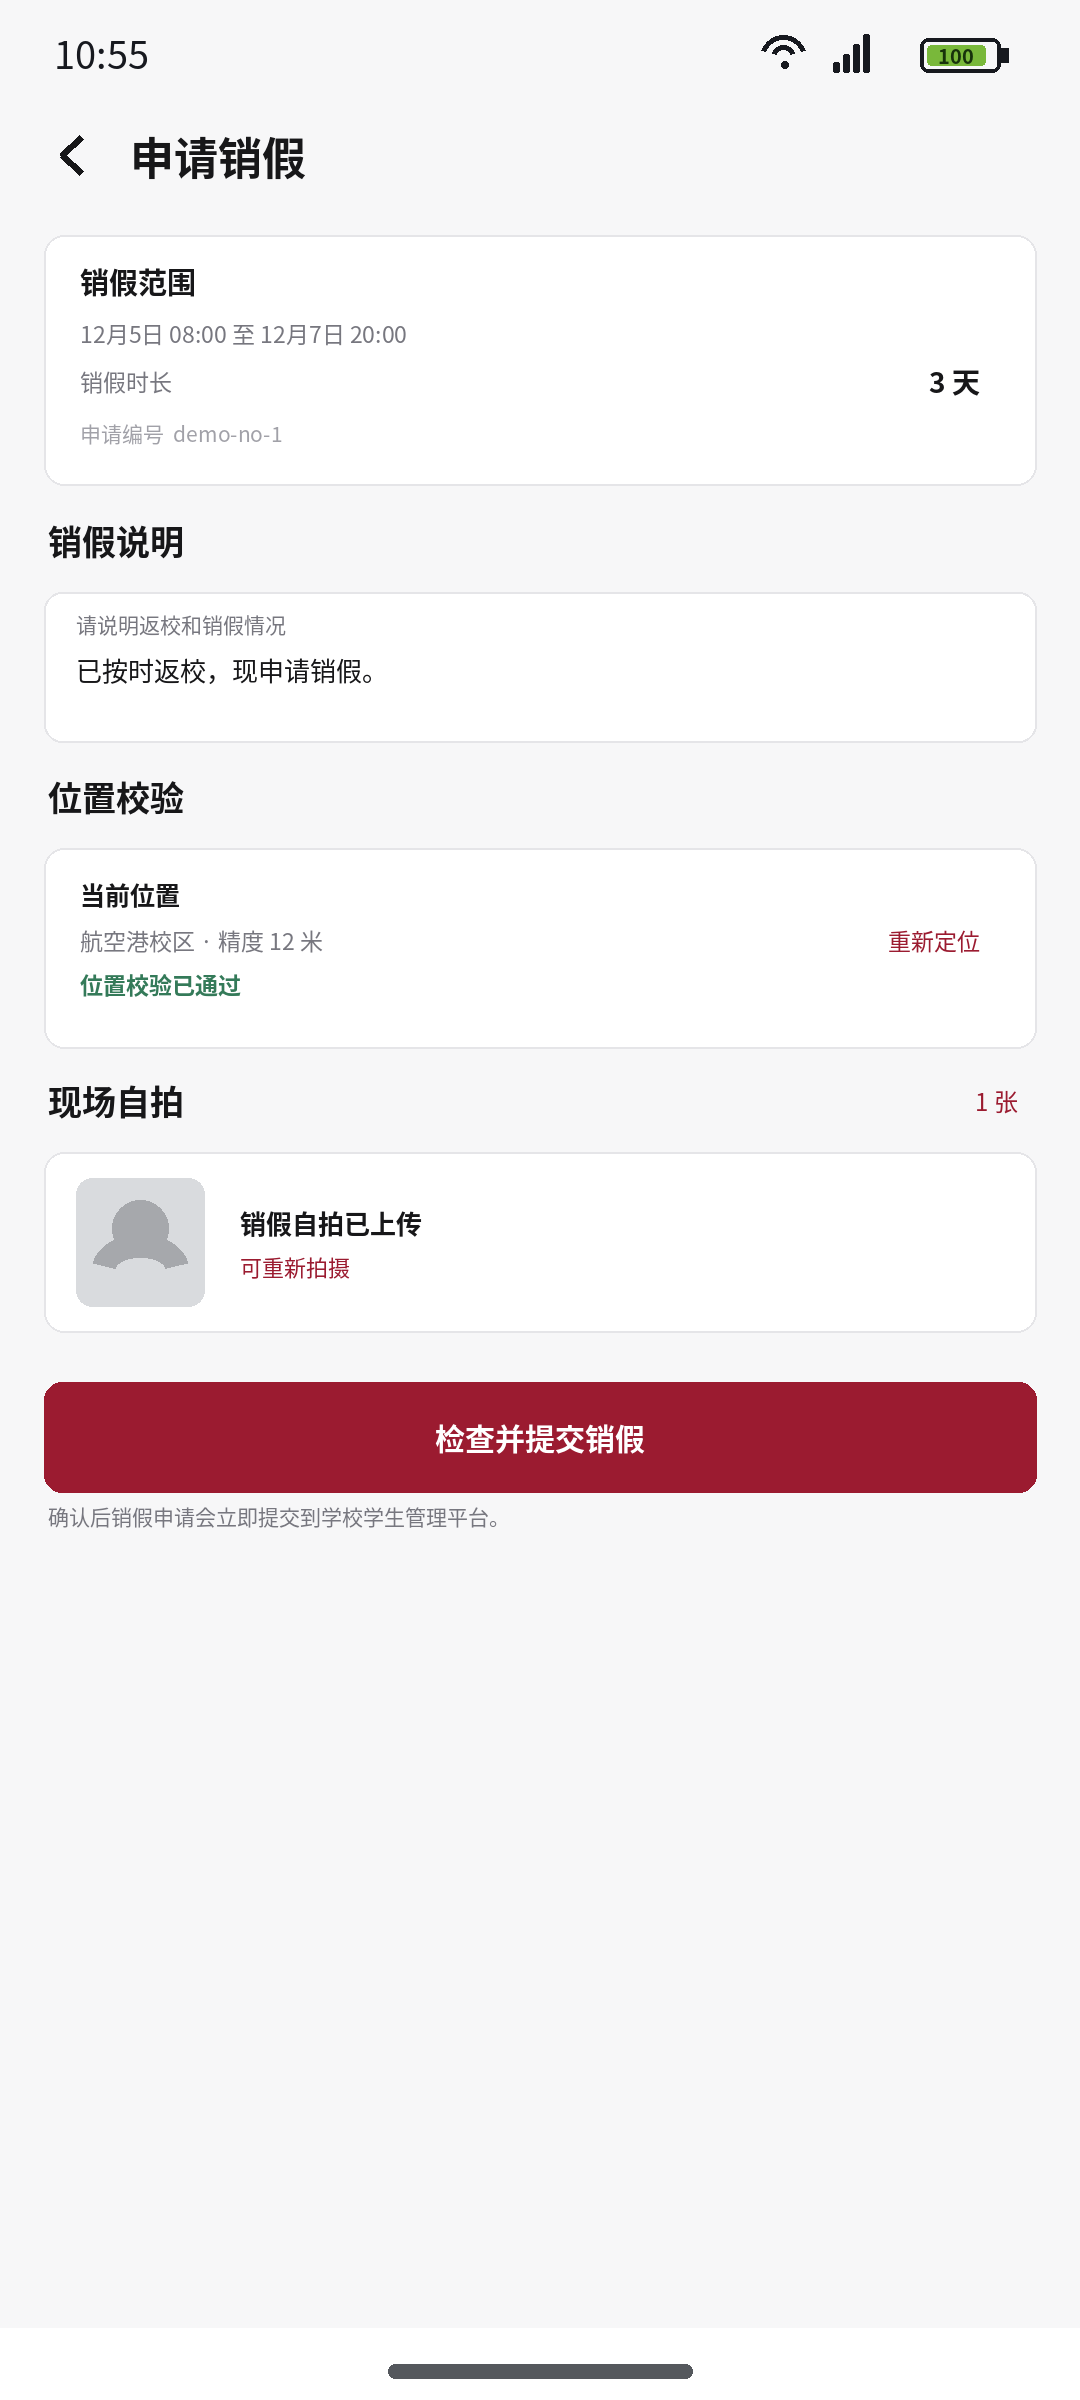 10:55
100
申请销假
销假范围
12月5日 08:00 至 12月7日 20:00
销假时长 3 天
申请编号 demo-no-1
销假说明
请说明返校和销假情况
已按时返校，现申请销假。
位置校验
当前位置
航空港校区 · 精度 12 米 重新定位
位置校验已通过
现场自拍 1 张
销假自拍已上传
可重新拍摄
检查并提交销假
确认后销假申请会立即提交到学校学生管理平台。